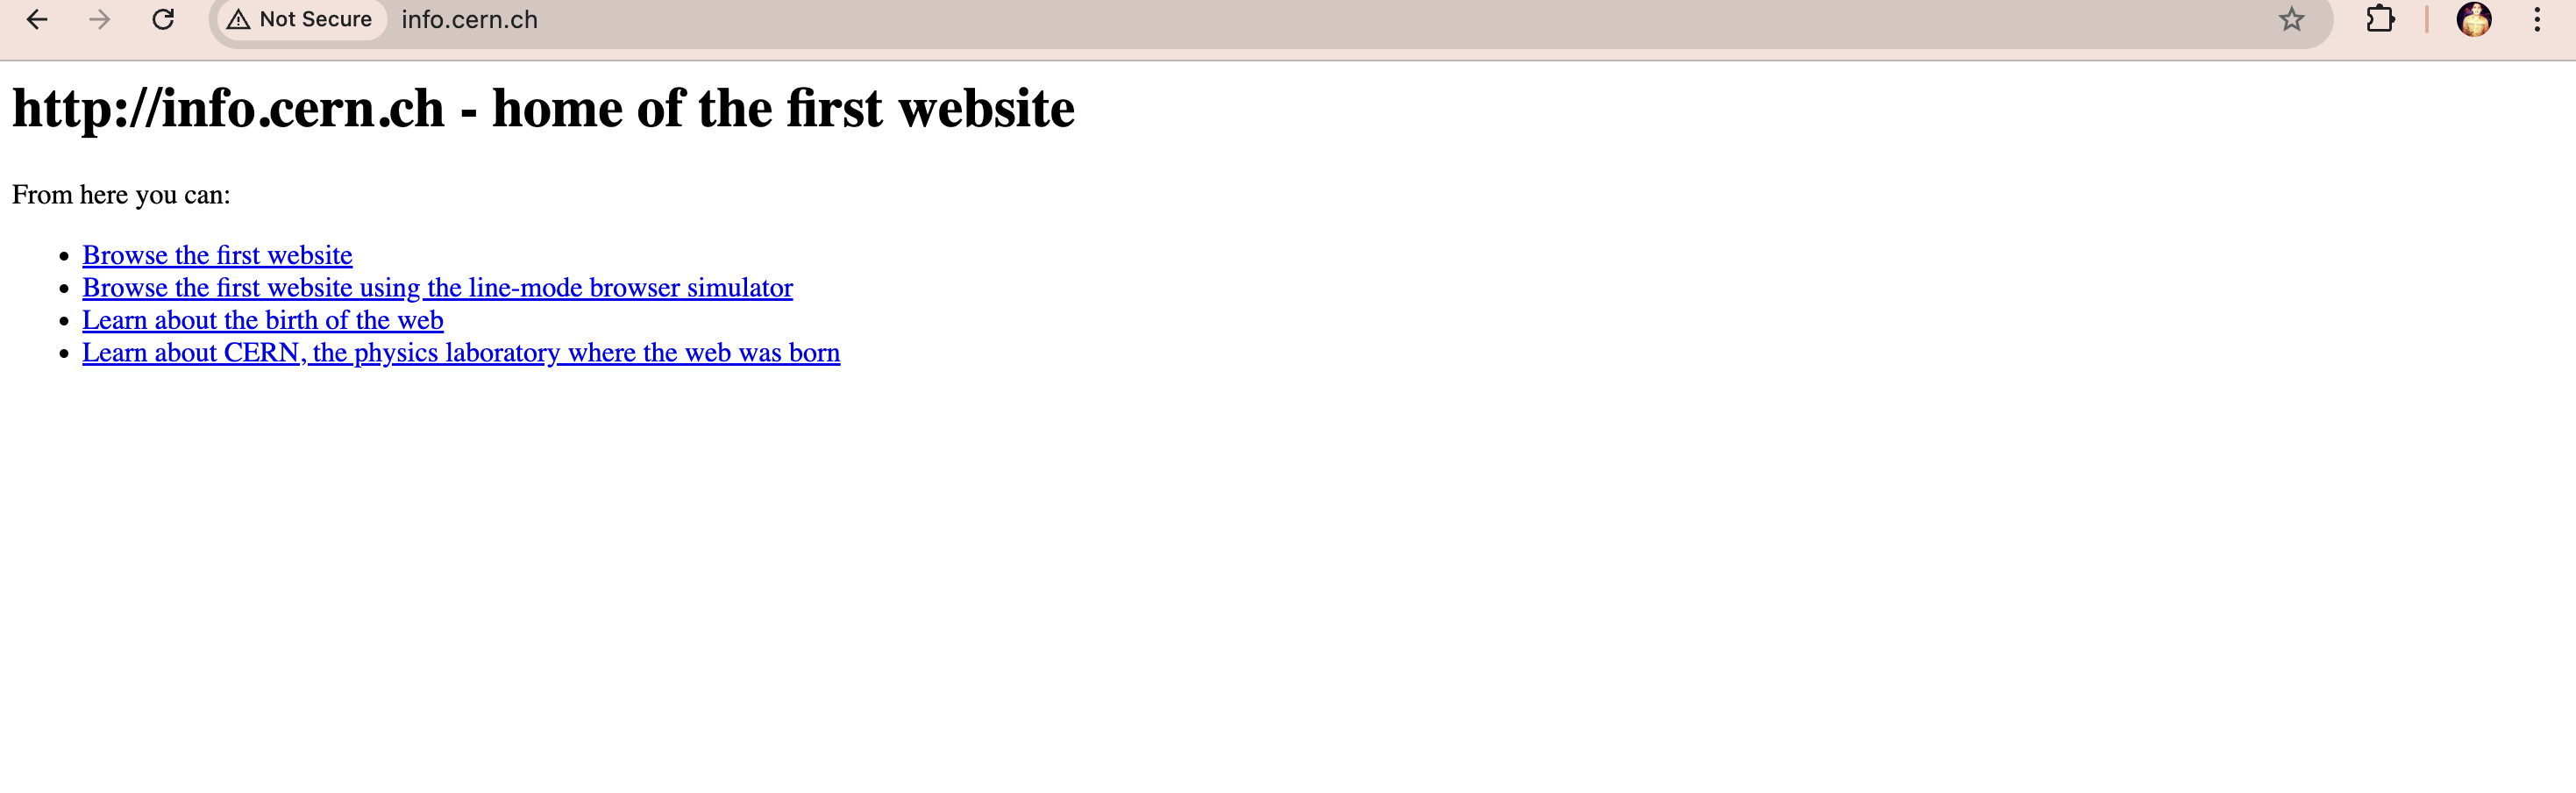 Not Secure info.cern.ch
http://info.cern.ch - home of the first website
From here you can:
Browse the first website
Browse the first website using the line-mode browser simulator
Learn about the birth of the web
Learn about CERN, the physics laboratory where the web was born